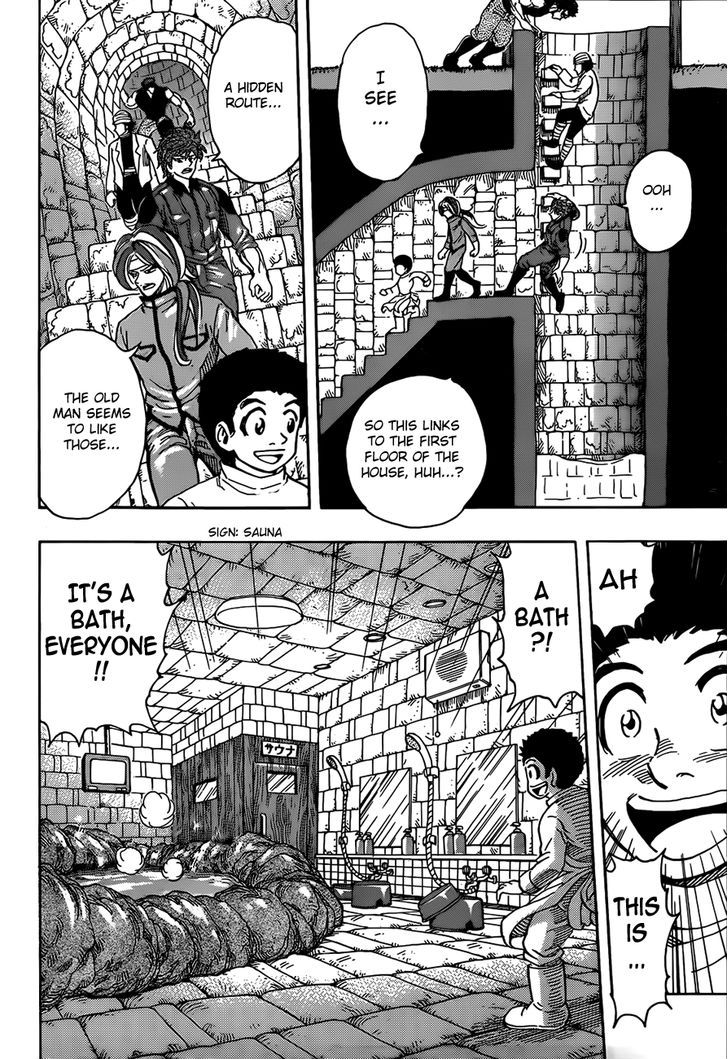 I
SEE
...
OOH
...
SO THIS LINKS
TO THE FIRST
FLOOR OF THE
HOUSE, HUH...?
A HIDDEN
ROUTE...
THE OLD
MAN SEEMS
TO LIKE
THOSE...
SIGN: SAUNA
AH
THIS
IS
...
A
BATH
?!
IT'S A
BATH,
EVERYONE
!!
サウナ